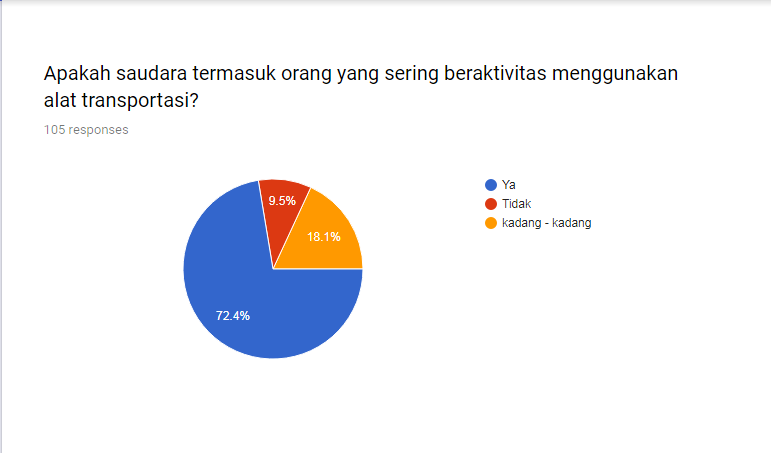 Apakah saudara termasuk orang yang sering beraktivitas menggunakan
alat transportasi?
105 responses
9.5%
18.1%
72.4%
Ya
Tidak
kadang - kadang